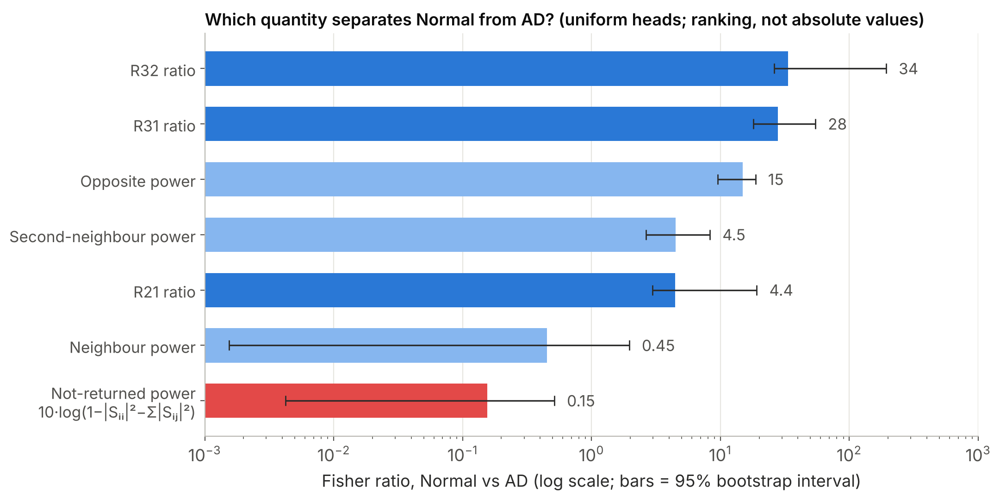 Which quantity separates Normal from AD? (uniform heads; ranking, not absolute values)
R32 ratio
34
R31 ratio
28
Opposite power
15
Second-neighbour power
4.5
R21 ratio
4.4
Neighbour power
0.45
Not-returned power
10·log(1−|Sᵢᵢ|²−Σ|Sᵢⱼ|²)
0.15
10⁻³ 10⁻² 10⁻¹ 10⁰ 10¹ 10² 10³
Fisher ratio, Normal vs AD (log scale; bars = 95% bootstrap interval)